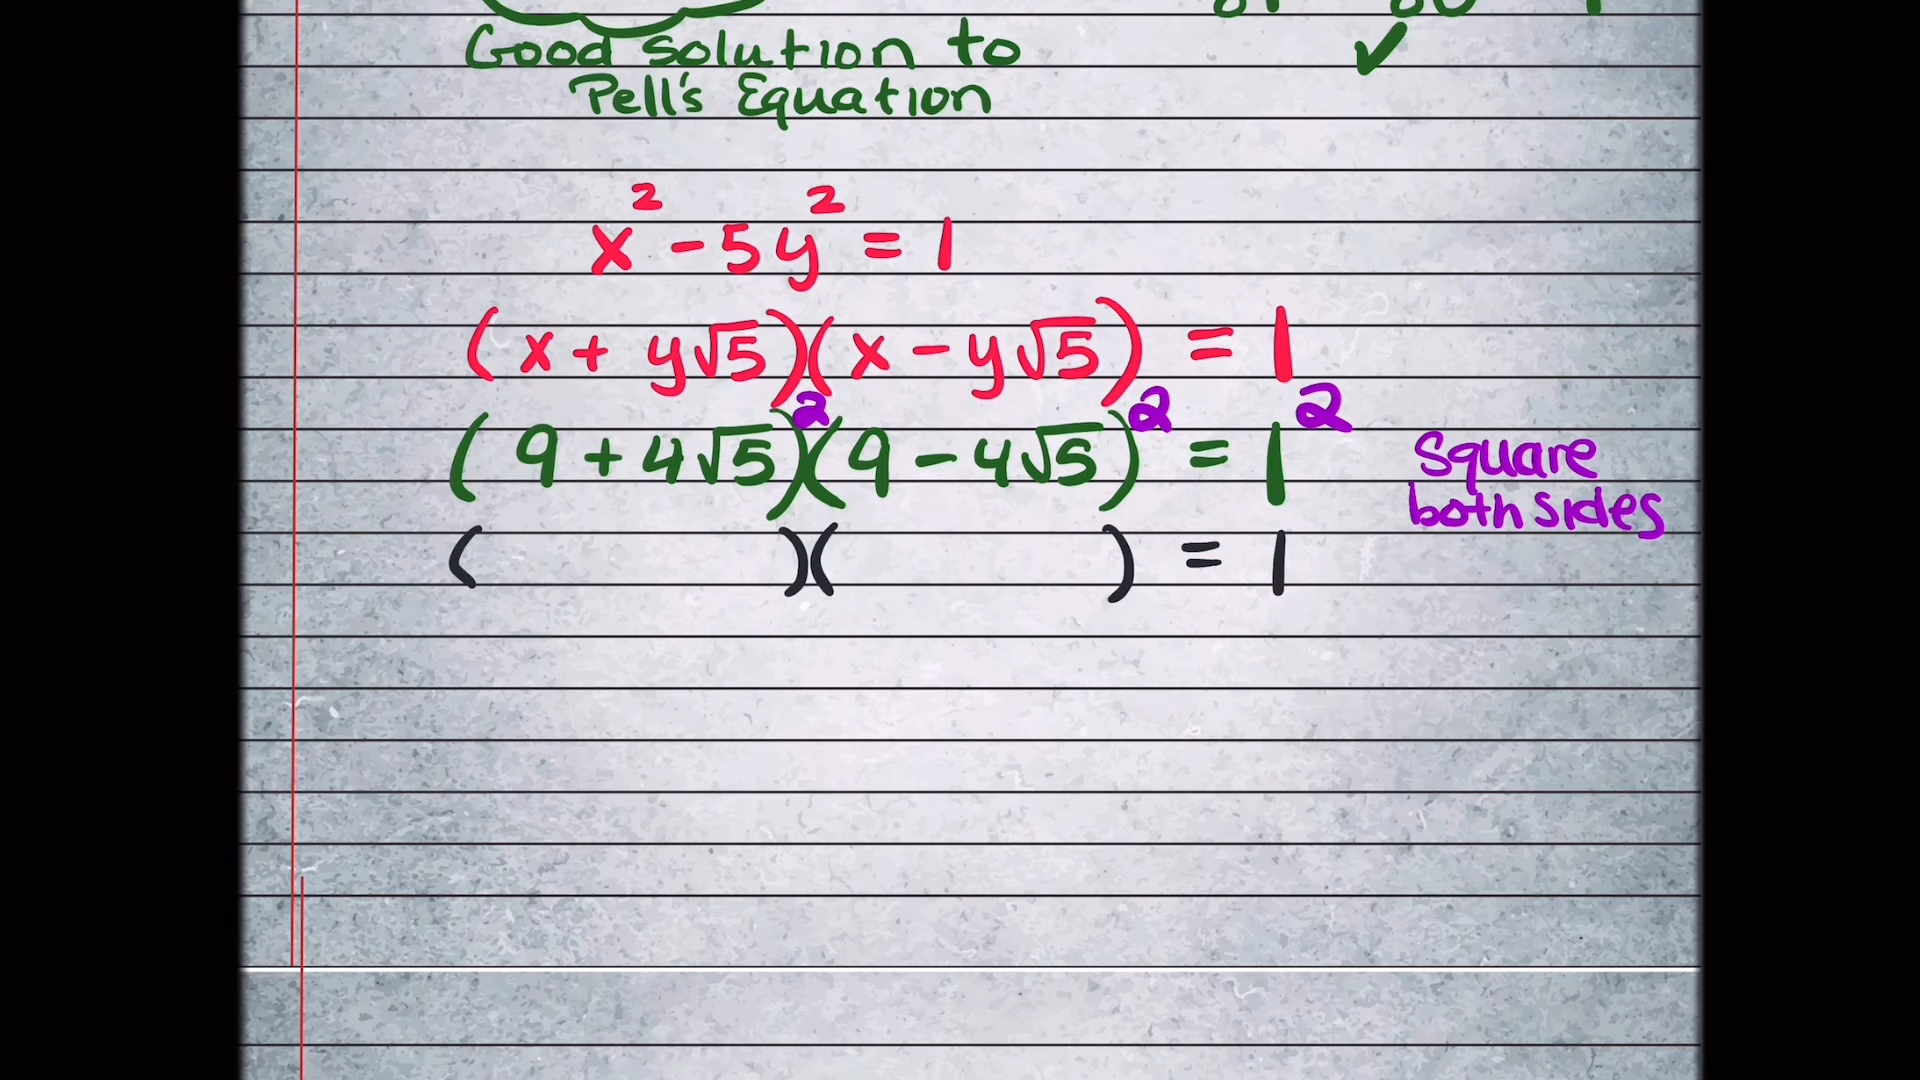 Good solution to
✓
Pell's Equation
x² - 5y² = 1
(x + y√5)(x - y√5) = 1
(9 + 4√5)²(9 - 4√5)² = 1²
Square
both sides
(            )(            ) = 1